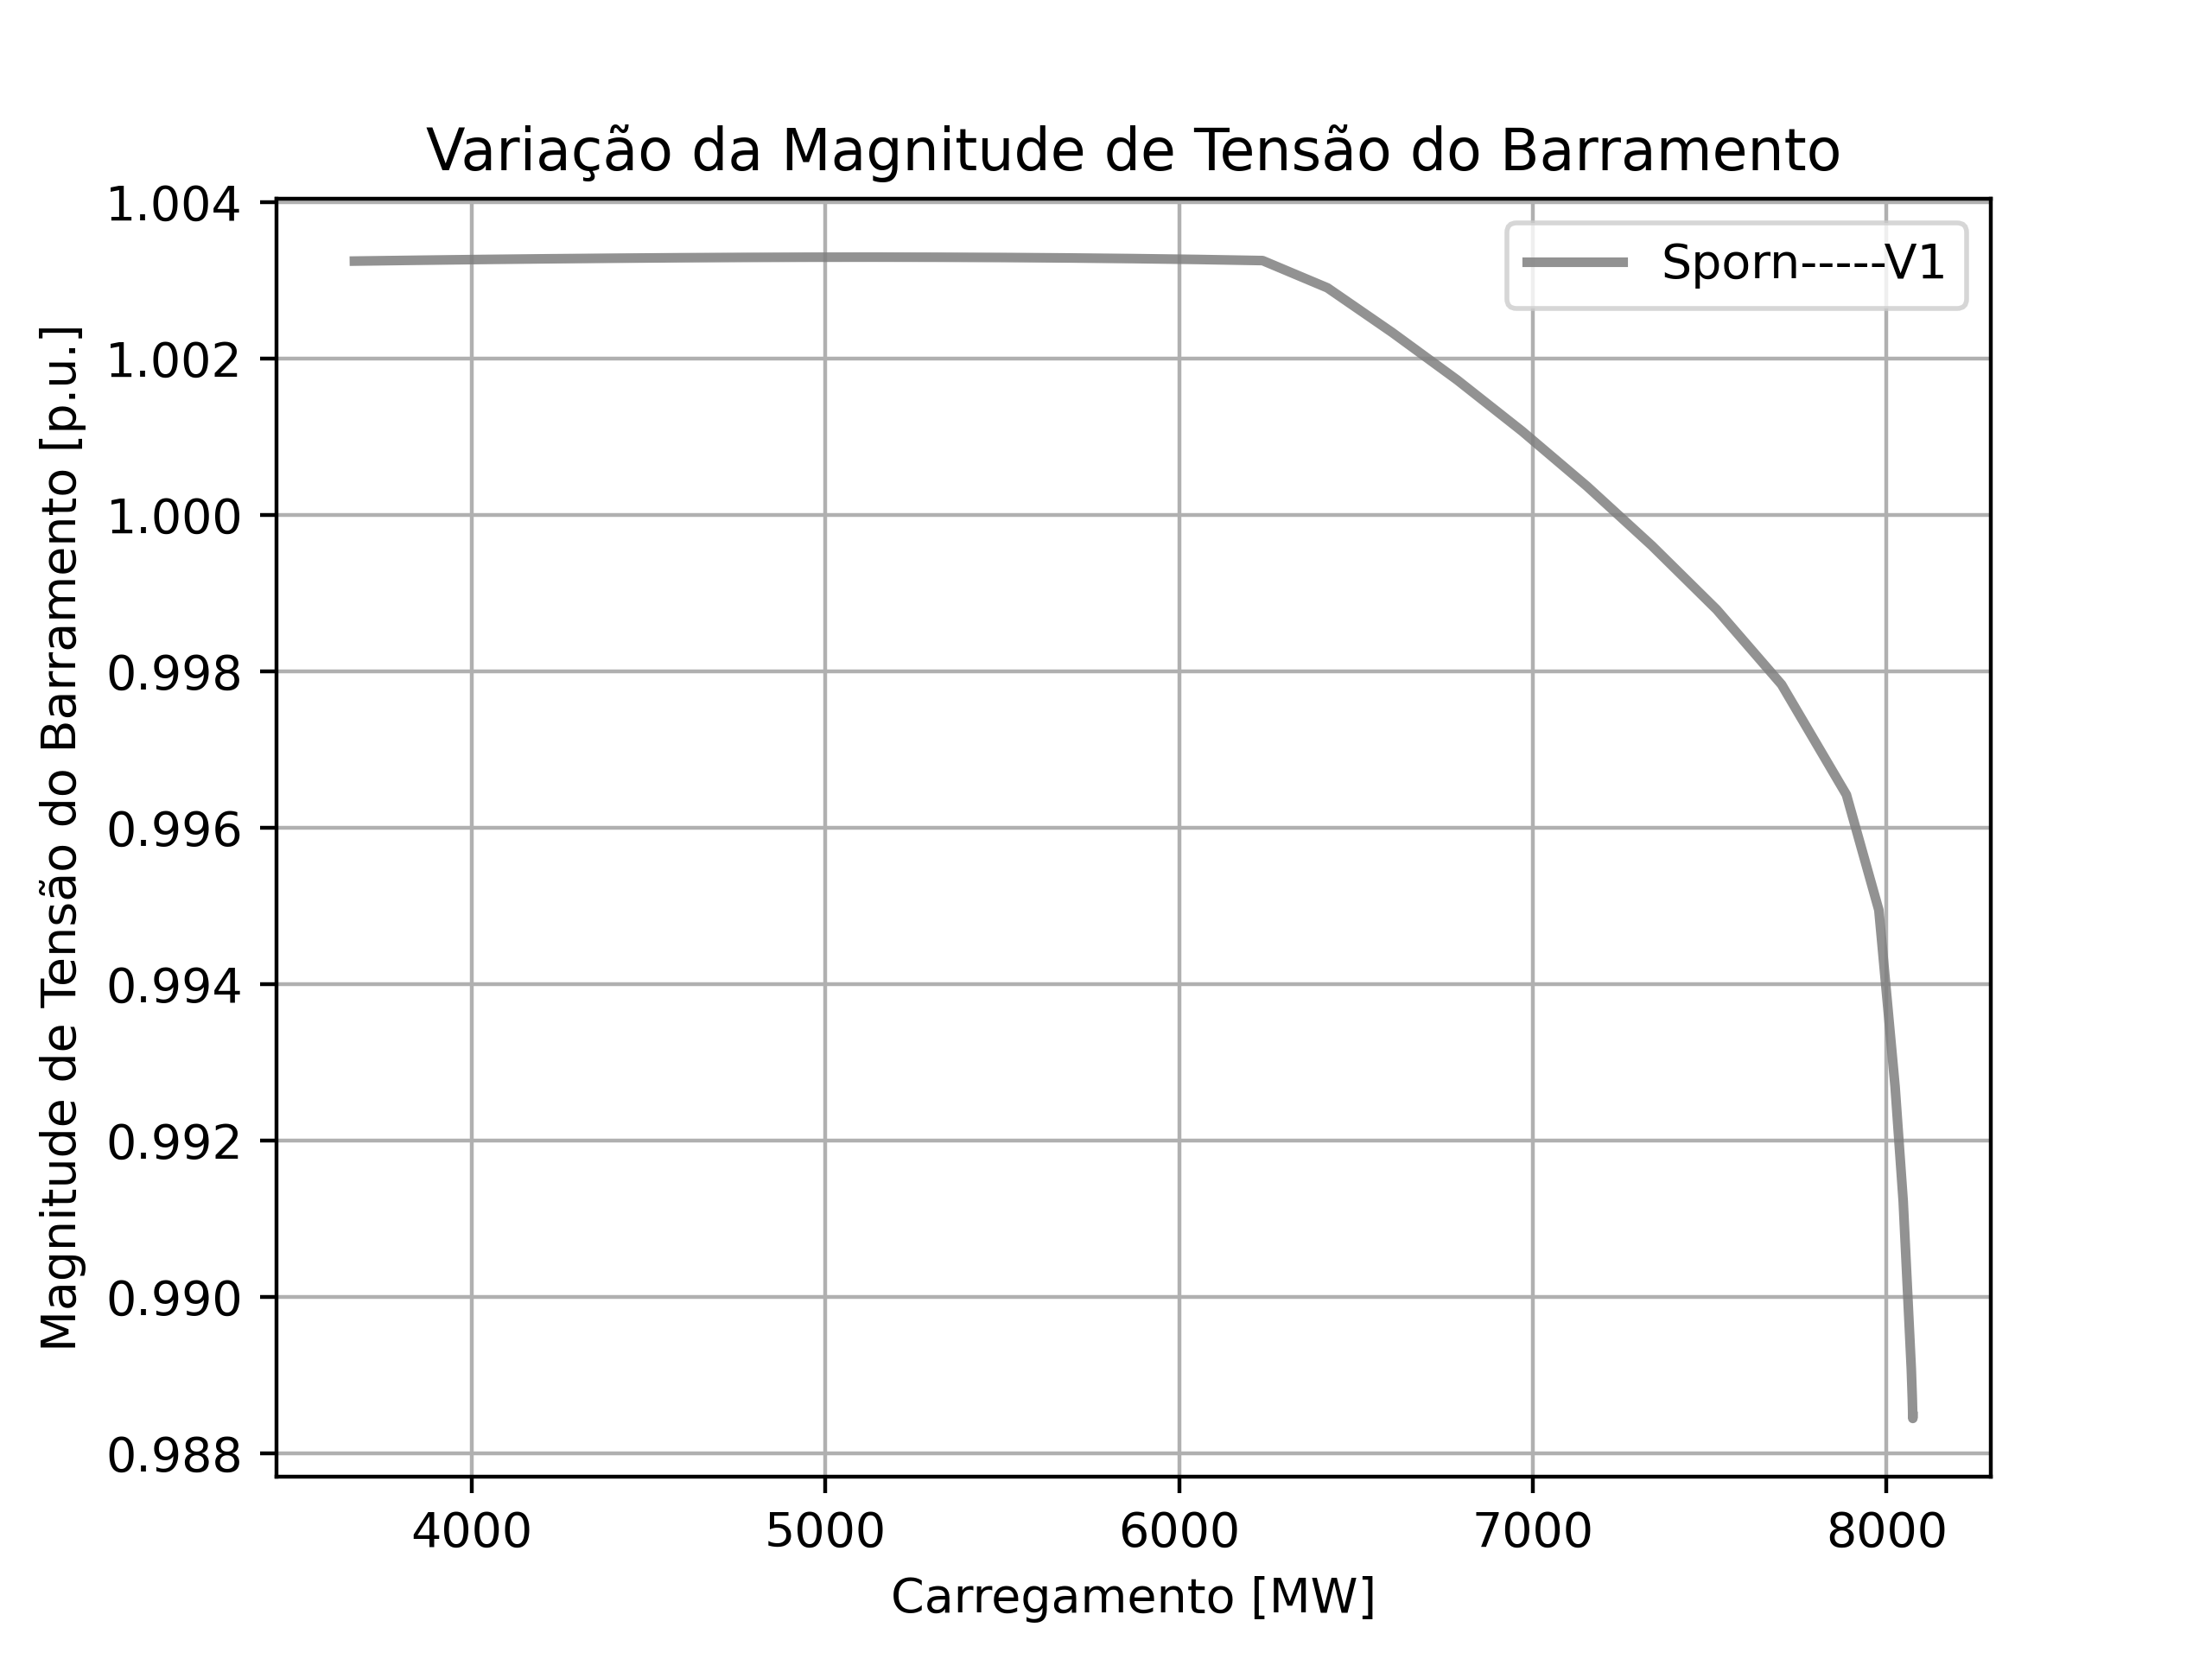 Variação da Magnitude de Tensão do Barramento
Magnitude de Tensão do Barramento [p.u.]
1.004
1.002
1.000
0.998
0.996
0.994
0.992
0.990
0.988
Sporn-----V1
4000 5000 6000 7000 8000
Carregamento [MW]